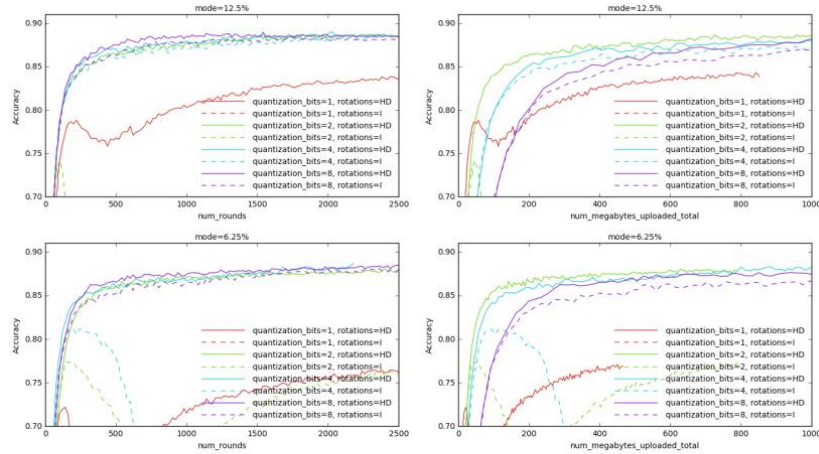 mode=12.5%
0.90
0.85
0.80
0.75
0.70
Accuracy
quantization_bits=1, rotations=HD
quantization_bits=1, rotations=I
quantization_bits=2, rotations=HD
quantization_bits=2, rotations=I
quantization_bits=4, rotations=HD
quantization_bits=4, rotations=I
quantization_bits=8, rotations=HD
quantization_bits=8, rotations=I
0 500 1000 1500 2000 2500
num_rounds
mode=12.5%
0.90
0.85
0.80
0.75
0.70
Accuracy
quantization_bits=1, rotations=HD
quantization_bits=1, rotations=I
quantization_bits=2, rotations=HD
quantization_bits=2, rotations=I
quantization_bits=4, rotations=HD
quantization_bits=4, rotations=I
quantization_bits=8, rotations=HD
quantization_bits=8, rotations=I
0 200 400 600 800 1000
num_megabytes_uploaded_total
mode=6.25%
0.90
0.85
0.80
0.75
0.70
Accuracy
quantization_bits=1, rotations=HD
quantization_bits=1, rotations=I
quantization_bits=2, rotations=HD
quantization_bits=2, rotations=I
quantization_bits=4, rotations=HD
quantization_bits=4, rotations=I
quantization_bits=8, rotations=HD
quantization_bits=8, rotations=I
0 500 1000 1500 2000 2500
num_rounds
mode=6.25%
0.90
0.85
0.80
0.75
0.70
Accuracy
quantization_bits=1, rotations=HD
quantization_bits=1, rotations=I
quantization_bits=2, rotations=HD
quantization_bits=2, rotations=I
quantization_bits=4, rotations=HD
quantization_bits=4, rotations=I
quantization_bits=8, rotations=HD
quantization_bits=8, rotations=I
0 200 400 600 800 1000
num_megabytes_uploaded_total